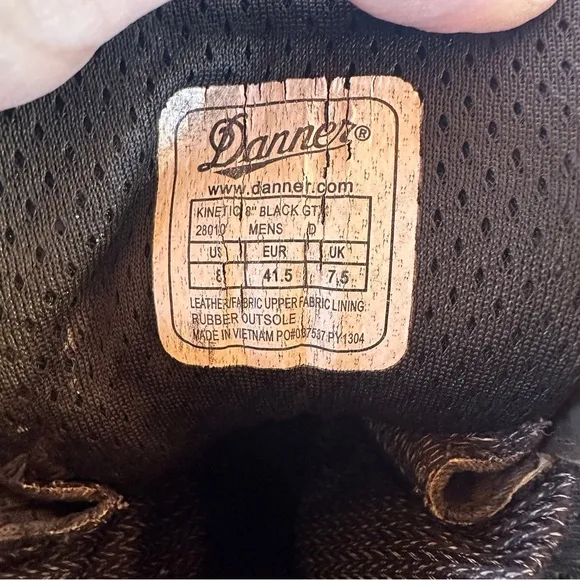 Danner®
www.danner.com
KINETIC 8" BLACK GTX
28010 MENS D
US EUR UK
8 41.5 7.5
LEATHER/FABRIC UPPER FABRIC LINING
RUBBER OUTSOLE
MADE IN VIETNAM PO#097587 PY1304